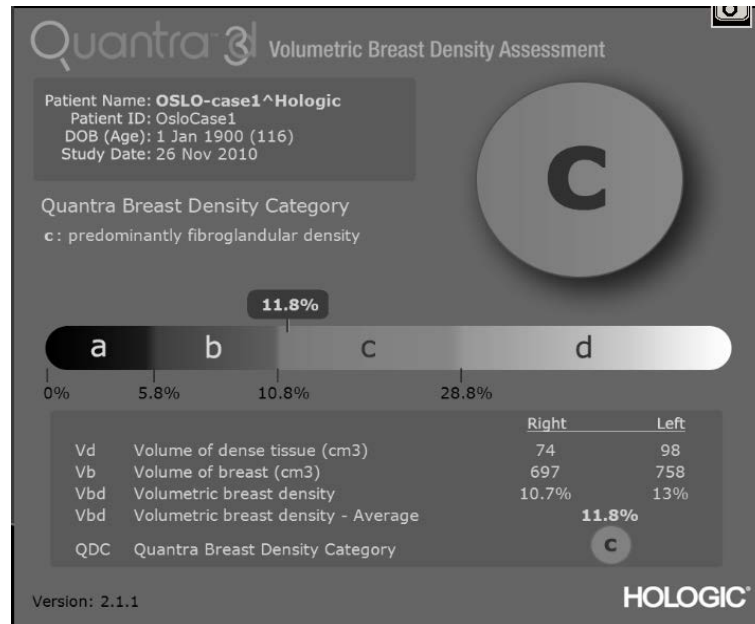 Quantra™ 3d Volumetric Breast Density Assessment
Patient Name: OSLO-case1^Hologic
Patient ID: OsloCase1
DOB (Age): 1 Jan 1900 (116)
Study Date: 26 Nov 2010
c
Quantra Breast Density Category
c: predominantly fibroglandular density
11.8%
a b c d
0% 5.8% 10.8% 28.8%
Right Left
Vd Volume of dense tissue (cm3) 74 98
Vb Volume of breast (cm3) 697 758
Vbd Volumetric breast density 10.7% 13%
Vbd Volumetric breast density - Average 11.8%
QDC Quantra Breast Density Category c
Version: 2.1.1
HOLOGIC®